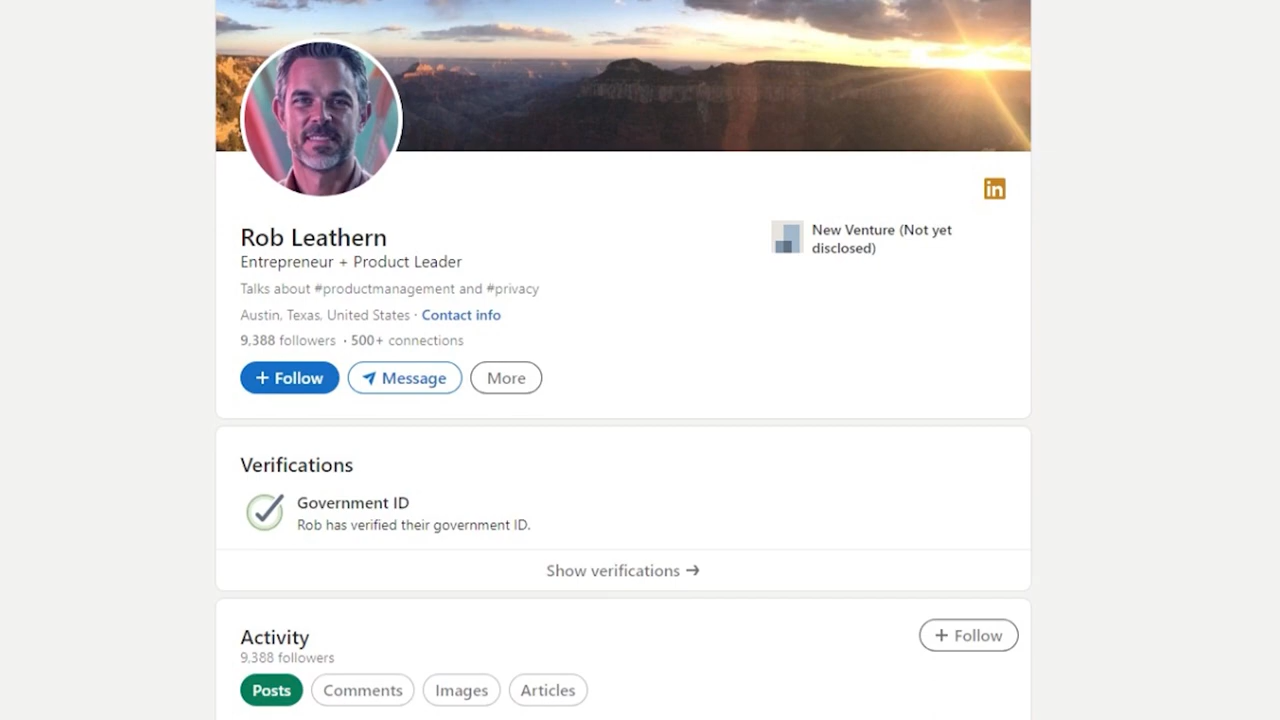 in
Rob Leathern
Entrepreneur + Product Leader
Talks about #productmanagement and #privacy
Austin, Texas, United States · Contact info
9,388 followers · 500+ connections
+ Follow
Message
More
New Venture (Not yet
disclosed)
Verifications
Government ID
Rob has verified their government ID.
Show verifications →
Activity
9,388 followers
+ Follow
Posts
Comments
Images
Articles